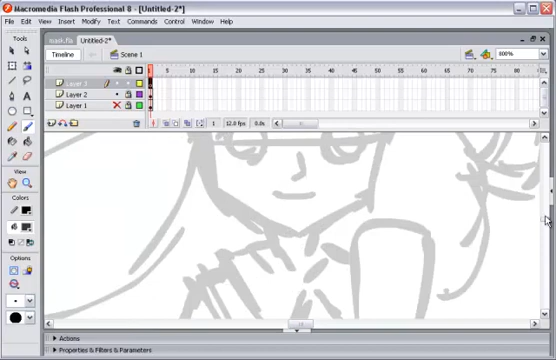 Macromedia Flash Professional 8 - [Untitled-2*]
File Edit View Insert Modify Text Commands Control Window Help
Tools
mask.fla Untitled-2*
Timeline Scene 1 800%
5 10 15 20 25 30 35 40 45 50 55 60 65 70 75 80
Layer 3
Layer 2
Layer 1
1 12.0 fps 0.0s
View
Colors
Options
Actions
Properties & Filters & Parameters